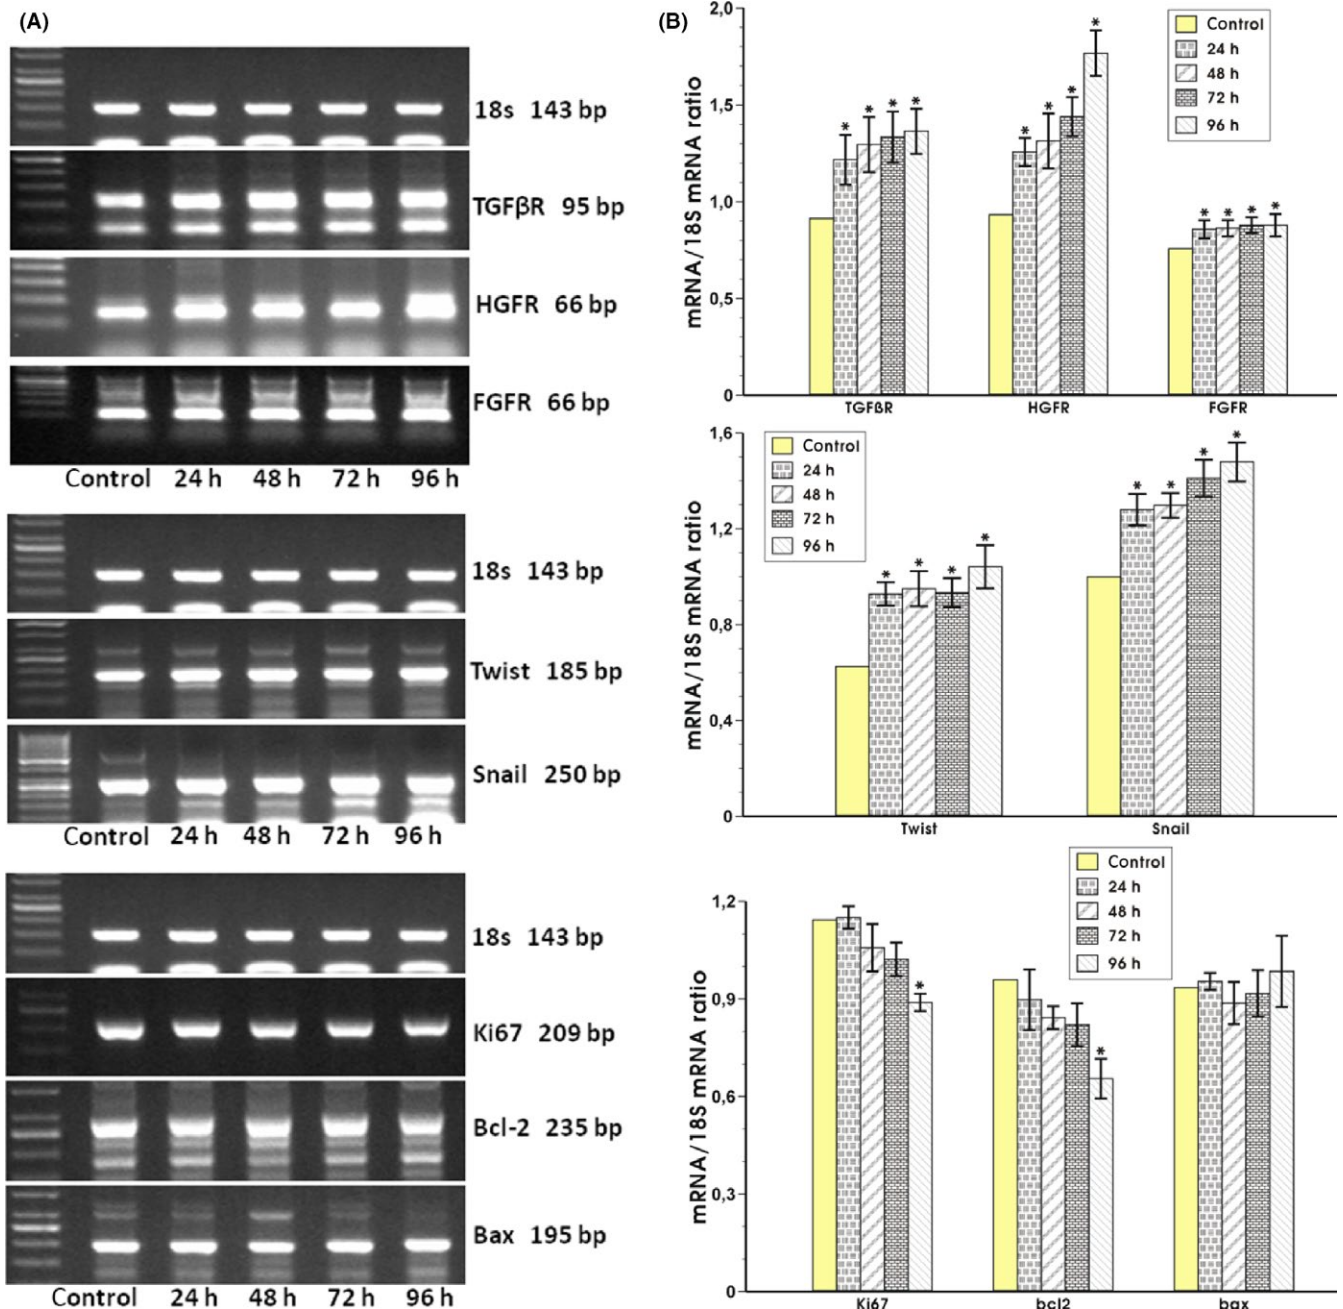 (A)
18s 143 bp
TGFβR 95 bp
HGFR 66 bp
FGFR 66 bp
Control 24 h 48 h 72 h 96 h
18s 143 bp
Twist 185 bp
Snail 250 bp
Control 24 h 48 h 72 h 96 h
18s 143 bp
Ki67 209 bp
Bcl-2 235 bp
Bax 195 bp
Control 24 h 48 h 72 h 96 h
(B)
mRNA/18S mRNA ratio
2,0
1,5
1,0
0,5
0
Control
24 h
48 h
72 h
96 h
* * * * * * * * * * * *
TGFßR HGFR FGFR
mRNA/18S mRNA ratio
1,6
1,2
0,8
0,4
0
Control
24 h
48 h
72 h
96 h
* * * * * * * *
Twist Snail
mRNA/18S mRNA ratio
1,2
0,9
0,6
0,3
0
Control
24 h
48 h
72 h
96 h
* *
Ki67 bcl2 bax